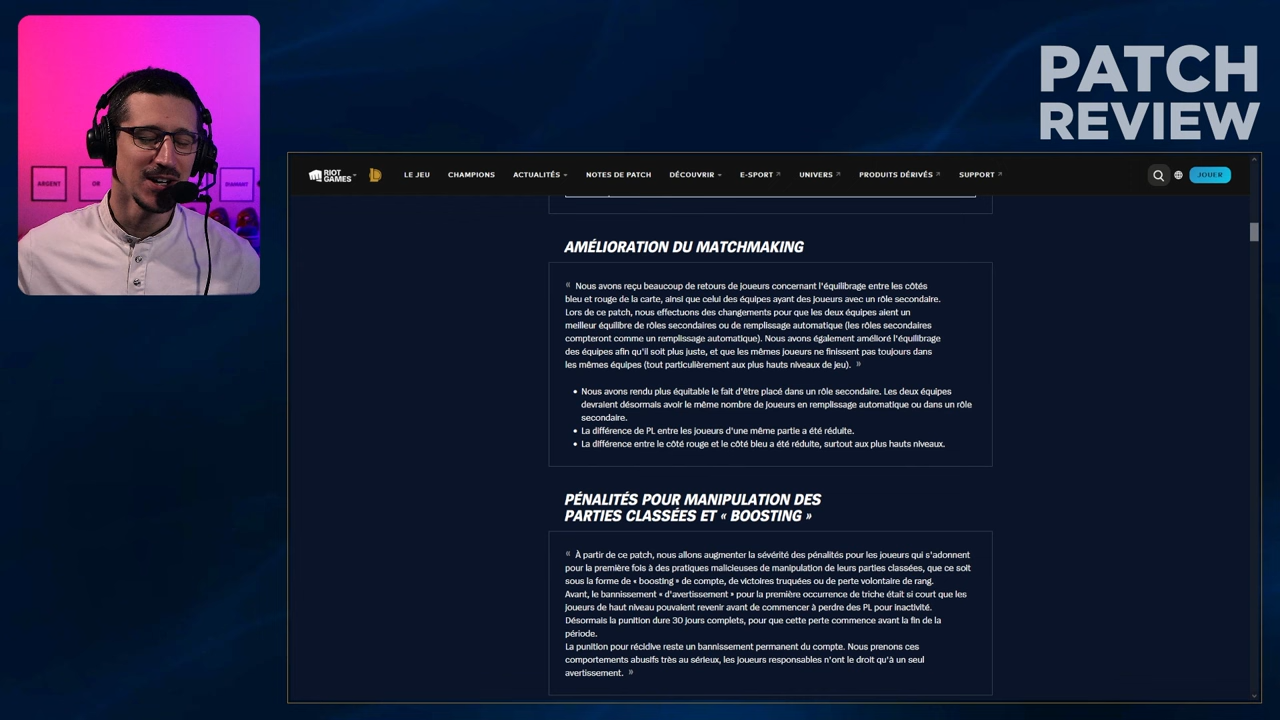 PATCH
REVIEW
ARGENT
OR
DIAMANT
RIOT
GAMES
LE JEU
CHAMPIONS
ACTUALITÉS
NOTES DE PATCH
DÉCOUVRIR
E-SPORT
UNIVERS
PRODUITS DÉRIVÉS
SUPPORT
JOUER
AMÉLIORATION DU MATCHMAKING
« Nous avons reçu beaucoup de retours de joueurs concernant l'équilibrage entre les côtés
bleu et rouge de la carte, ainsi que celui des équipes ayant des joueurs avec un rôle secondaire.
Lors de ce patch, nous effectuons des changements pour que les deux équipes aient un
meilleur équilibre de rôles secondaires ou de remplissage automatique (les rôles secondaires
compteront comme un remplissage automatique). Nous avons également amélioré l'équilibrage
des équipes afin qu'il soit plus juste, et que les mêmes joueurs ne finissent pas toujours dans
les mêmes équipes (tout particulièrement aux plus hauts niveaux de jeu). »
• Nous avons rendu plus équitable le fait d'être placé dans un rôle secondaire. Les deux équipes
devraient désormais avoir le même nombre de joueurs en remplissage automatique ou dans un rôle
secondaire.
• La différence de PL entre les joueurs d'une même partie a été réduite.
• La différence entre le côté rouge et le côté bleu a été réduite, surtout aux plus hauts niveaux.
PÉNALITÉS POUR MANIPULATION DES
PARTIES CLASSÉES ET « BOOSTING »
« À partir de ce patch, nous allons augmenter la sévérité des pénalités pour les joueurs qui s'adonnent
pour la première fois à des pratiques malicieuses de manipulation de leurs parties classées, que ce soit
sous la forme de « boosting » de compte, de victoires truquées ou de perte volontaire de rang.
Avant, le bannissement « d'avertissement » pour la première occurrence de triche était si court que les
joueurs de haut niveau pouvaient revenir avant de commencer à perdre des PL pour inactivité.
Désormais la punition dure 30 jours complets, pour que cette perte commence avant la fin de la
période.
La punition pour récidive reste un bannissement permanent du compte. Nous prenons ces
comportements abusifs très au sérieux, les joueurs responsables n'ont le droit qu'à un seul
avertissement. »